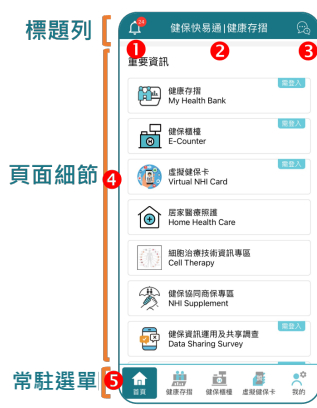 標題列
24
健保快易通|健康存摺
1
2
3
重要資訊
需登入
健康存摺
My Health Bank
需登入
健保櫃檯
E-Counter
需登入
虛擬健保卡
Virtual NHI Card
頁面細節
4
居家醫療照護
Home Health Care
細胞治療技術資訊專區
Cell Therapy
健保協同商保專區
NHI Supplement
需登入
健保資訊運用及共享調查
Data Sharing Survey
常駐選單
5
首頁
健康存摺
健保櫃檯
虛擬健保卡
我的